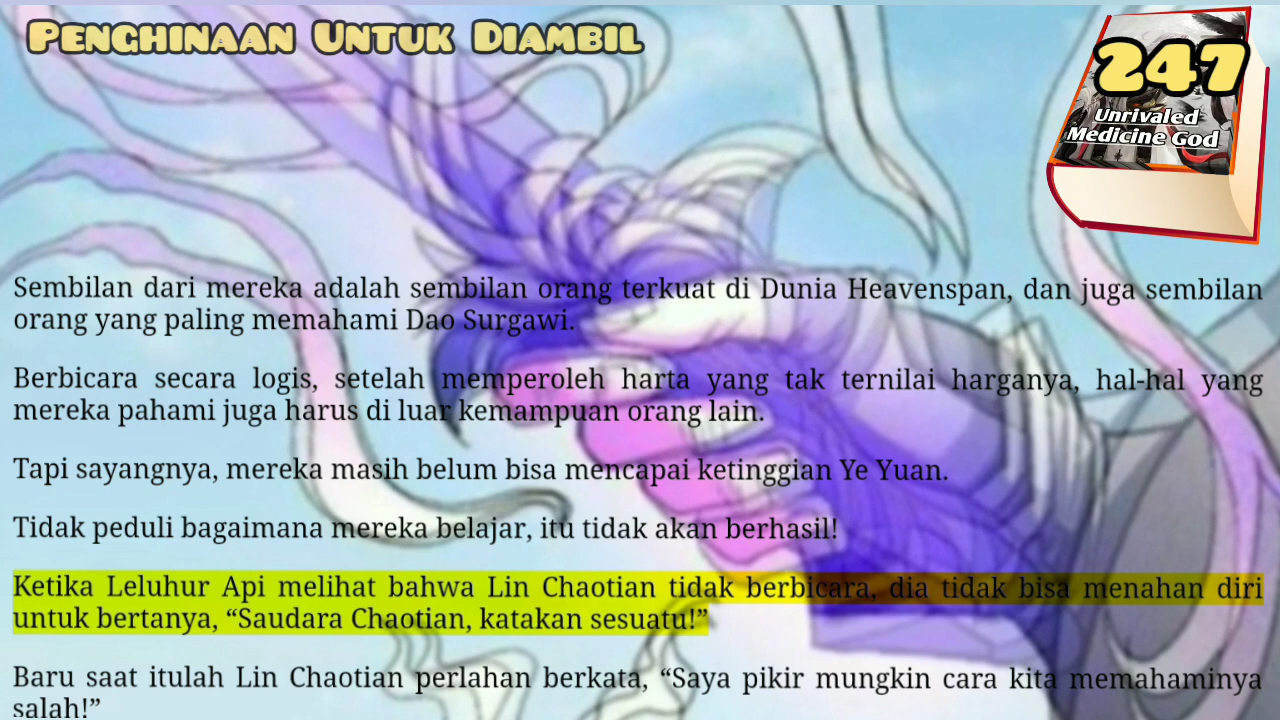 Penghinaan Untuk Diambil
247
Unrivaled
Medicine God
Sembilan dari mereka adalah sembilan orang terkuat di Dunia Heavenspan, dan juga sembilan
orang yang paling memahami Dao Surgawi.
Berbicara secara logis, setelah memperoleh harta yang tak ternilai harganya, hal-hal yang
mereka pahami juga harus di luar kemampuan orang lain.
Tapi sayangnya, mereka masih belum bisa mencapai ketinggian Ye Yuan.
Tidak peduli bagaimana mereka belajar, itu tidak akan berhasil!
Ketika Leluhur Api melihat bahwa Lin Chaotian tidak berbicara, dia tidak bisa menahan diri
untuk bertanya, “Saudara Chaotian, katakan sesuatu!”
Baru saat itulah Lin Chaotian perlahan berkata, “Saya pikir mungkin cara kita memahaminya
salah!”